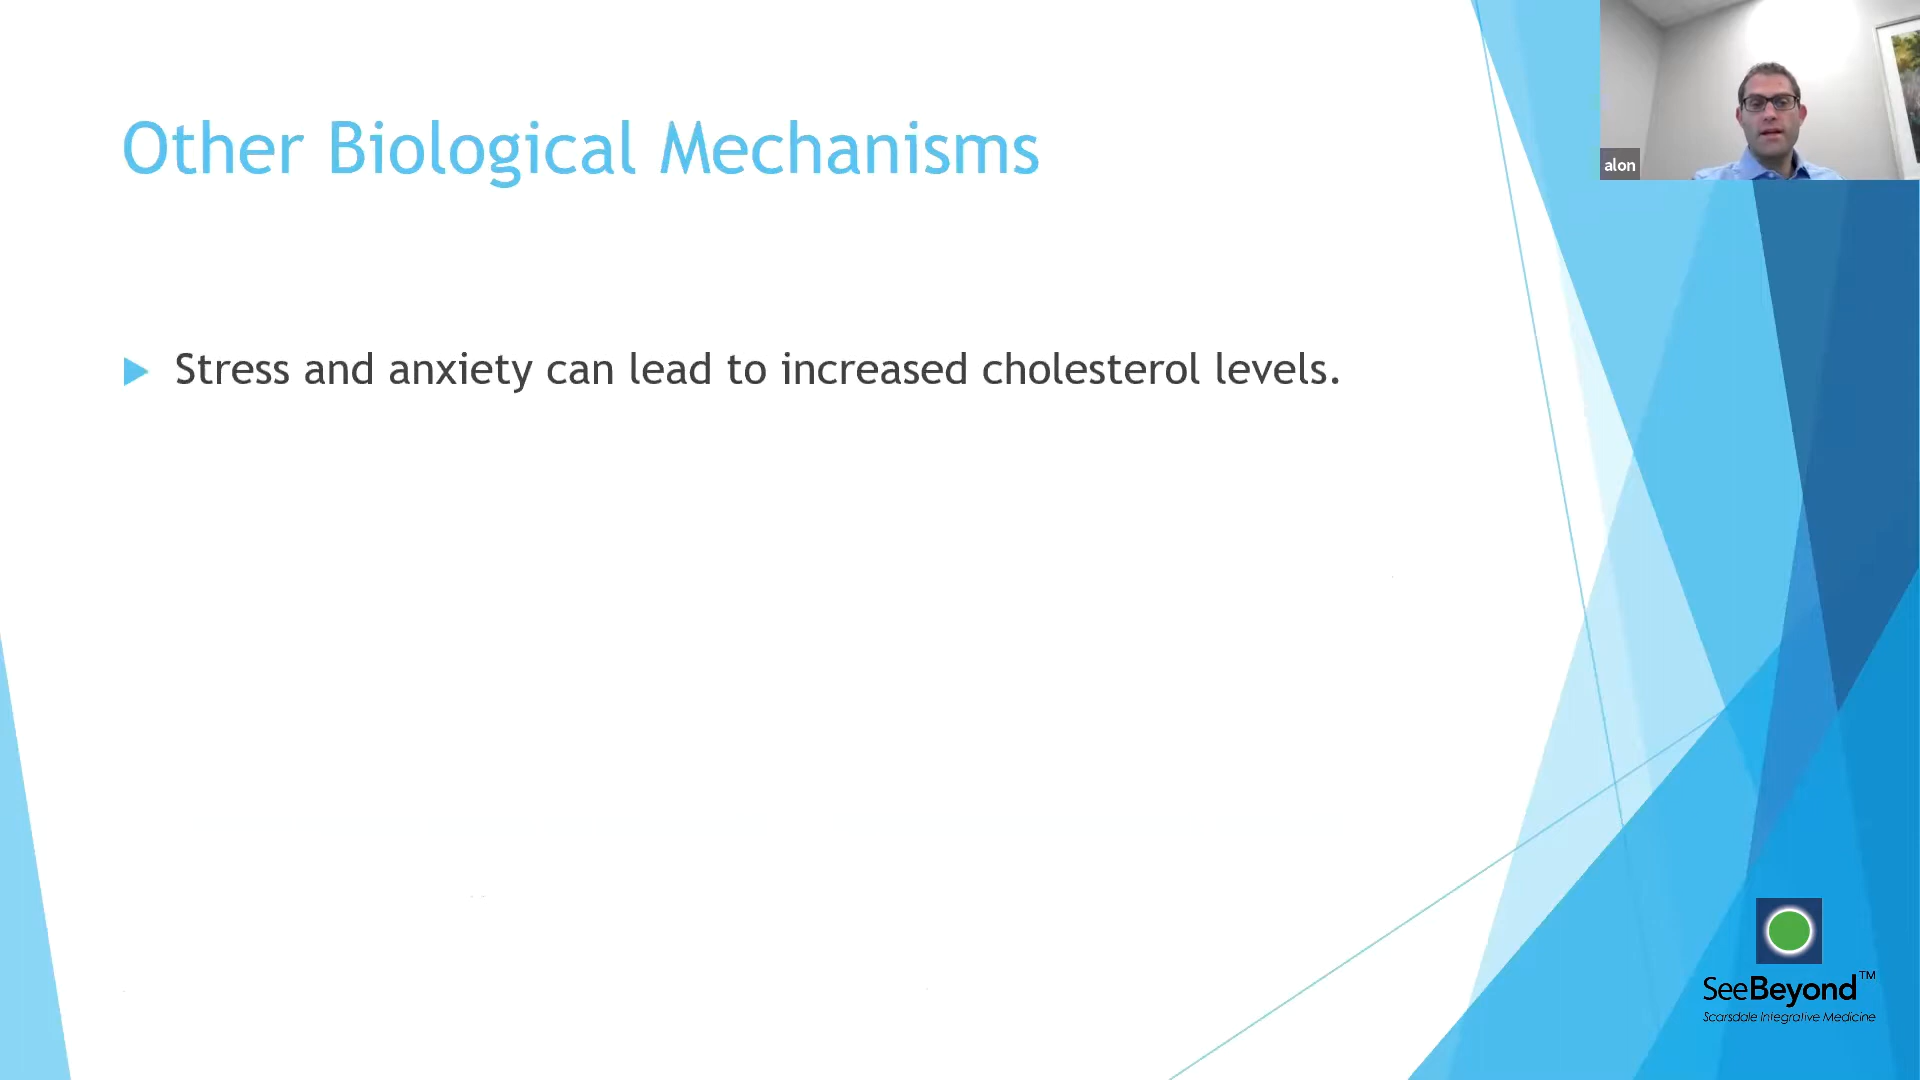 Other Biological Mechanisms
alon
Stress and anxiety can lead to increased cholesterol levels.
SeeBeyond™
Scarsdale Integrative Medicine